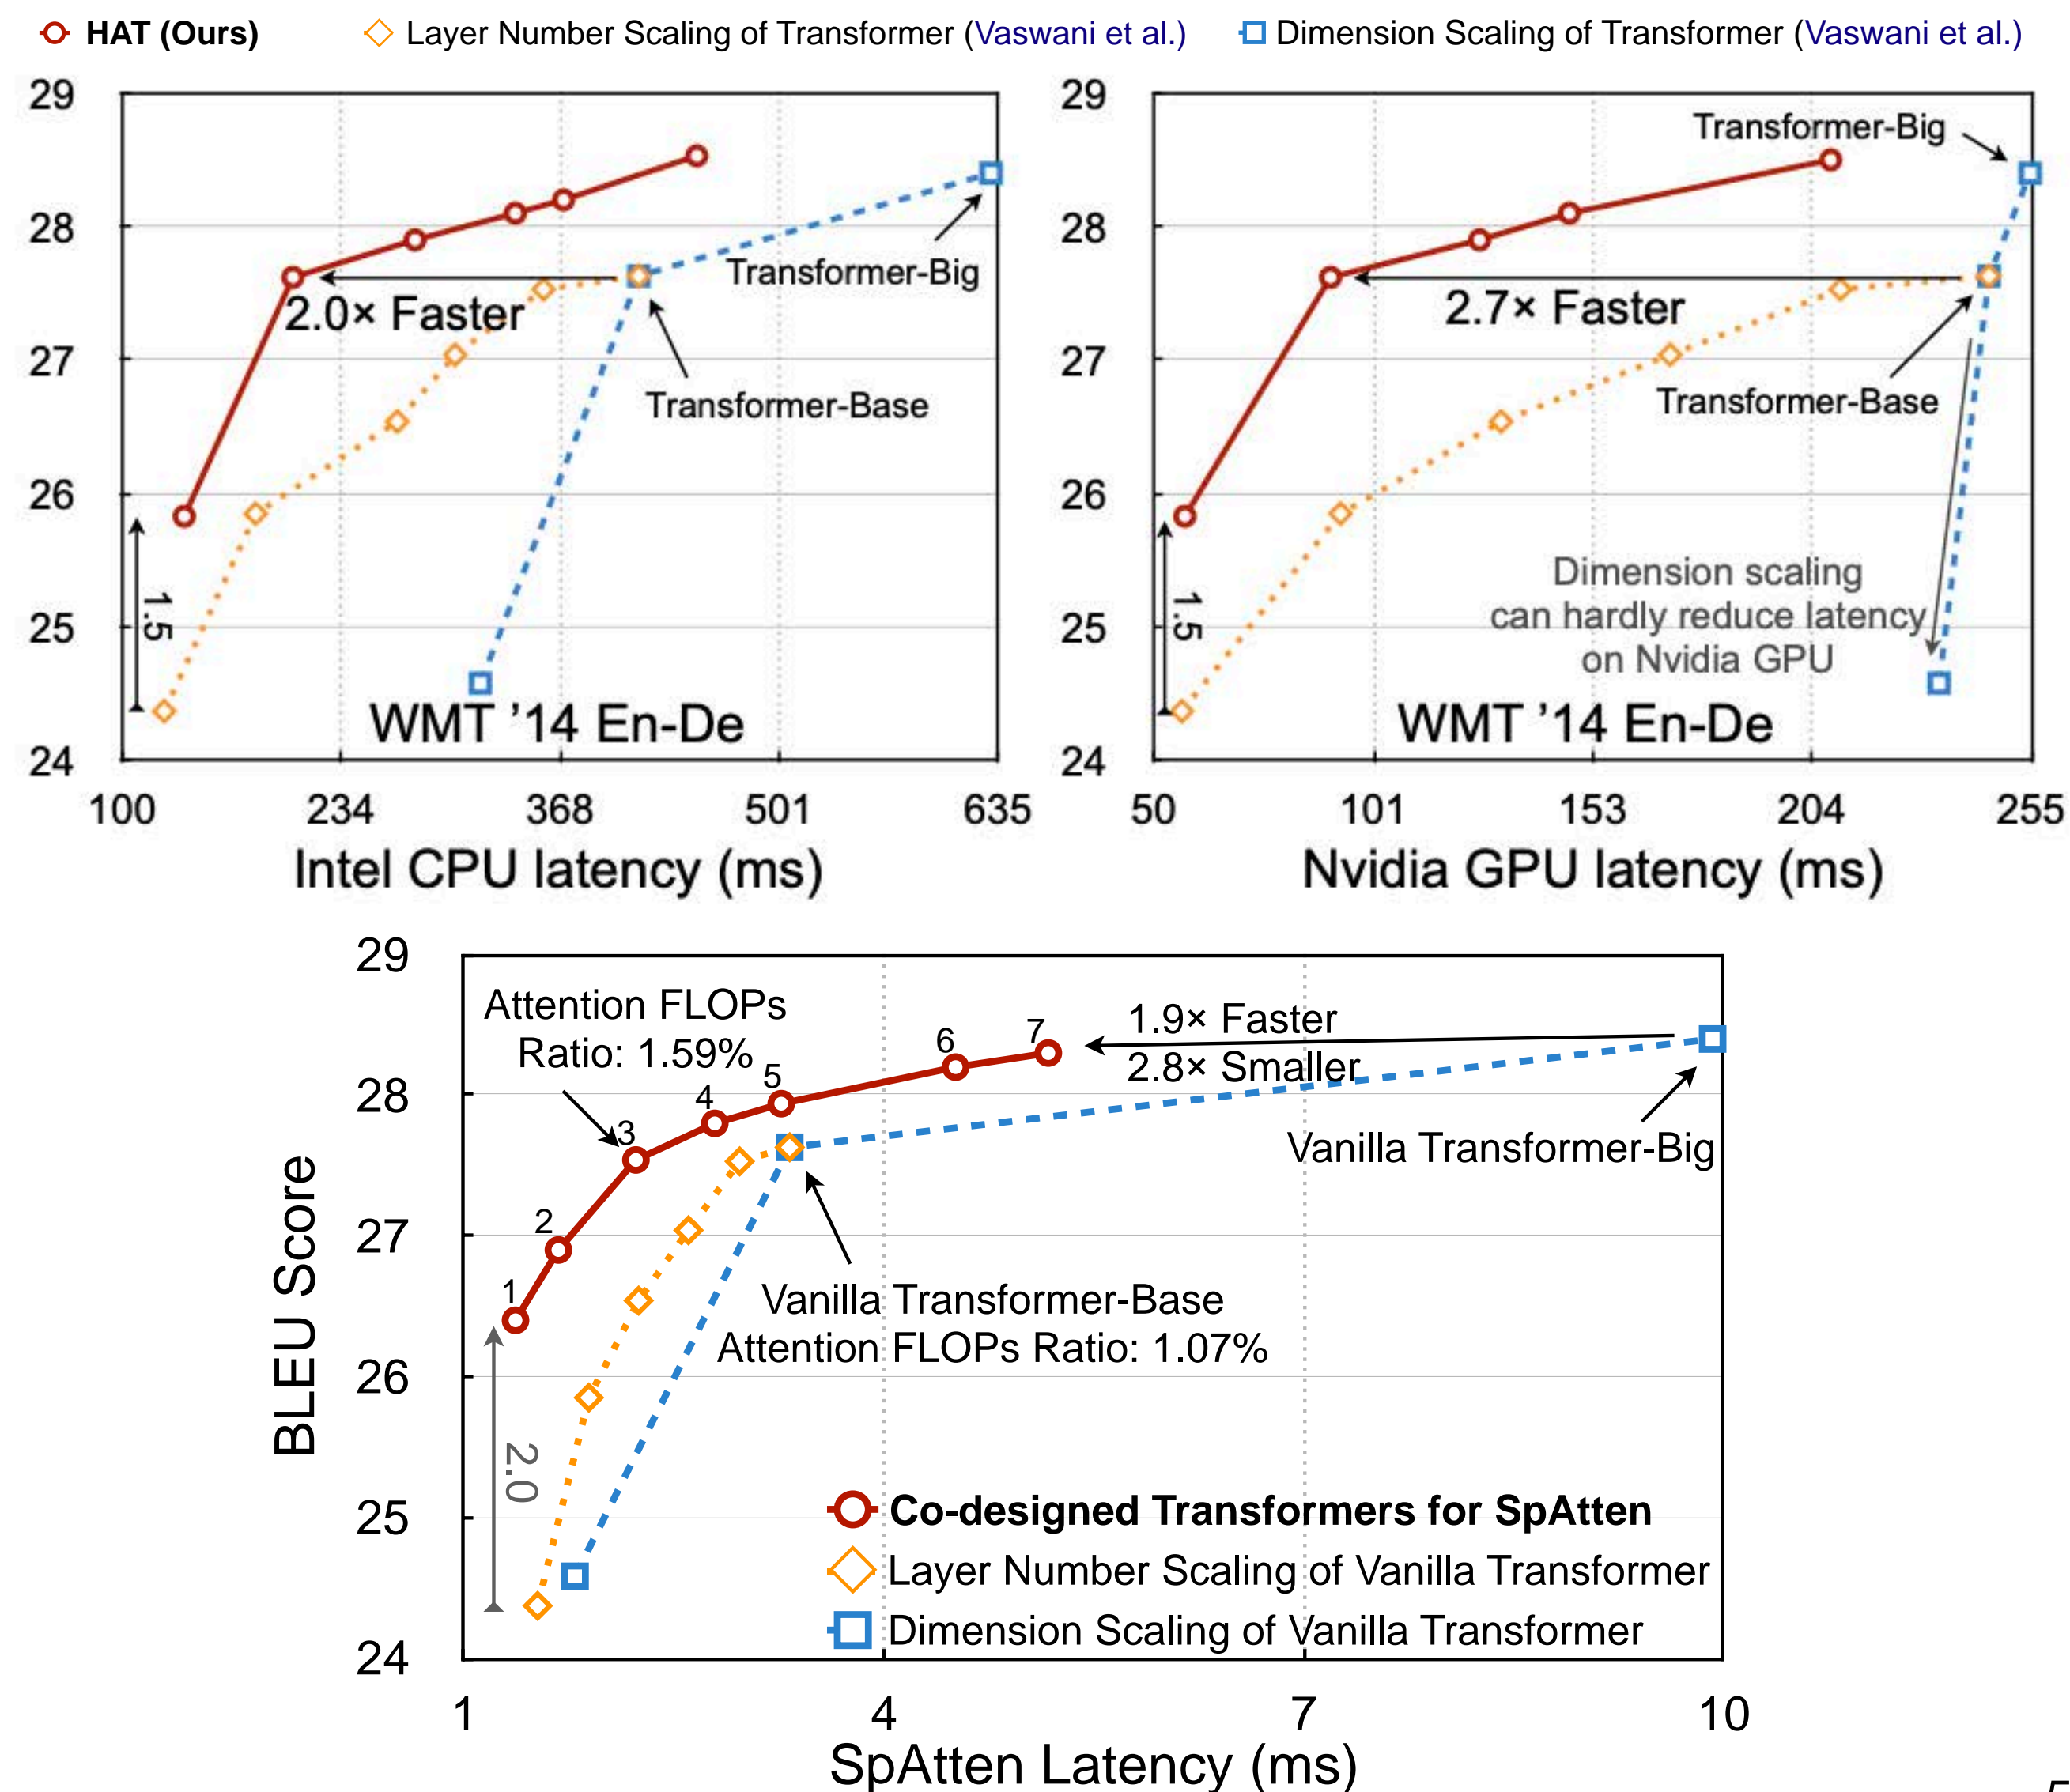 HAT (Ours)
Layer Number Scaling of Transformer (Vaswani et al.)
Dimension Scaling of Transformer (Vaswani et al.)
29
28
27
26
25
24
2.0× Faster
Transformer-Big
Transformer-Base
1.5
WMT ’14 En-De
100
234
368
501
635
Intel CPU latency (ms)
29
28
27
26
25
24
Transformer-Big
2.7× Faster
Transformer-Base
1.5
Dimension scaling
can hardly reduce latency
on Nvidia GPU
WMT ’14 En-De
50
101
153
204
255
Nvidia GPU latency (ms)
BLEU Score
29
28
27
26
25
24
Attention FLOPs
Ratio: 1.59%
1
2
3
4
5
6
7
1.9× Faster
2.8× Smaller
Vanilla Transformer-Big
Vanilla Transformer-Base
Attention FLOPs Ratio: 1.07%
2.0
Co-designed Transformers for SpAtten
Layer Number Scaling of Vanilla Transformer
Dimension Scaling of Vanilla Transformer
1
4
7
10
SpAtten Latency (ms)